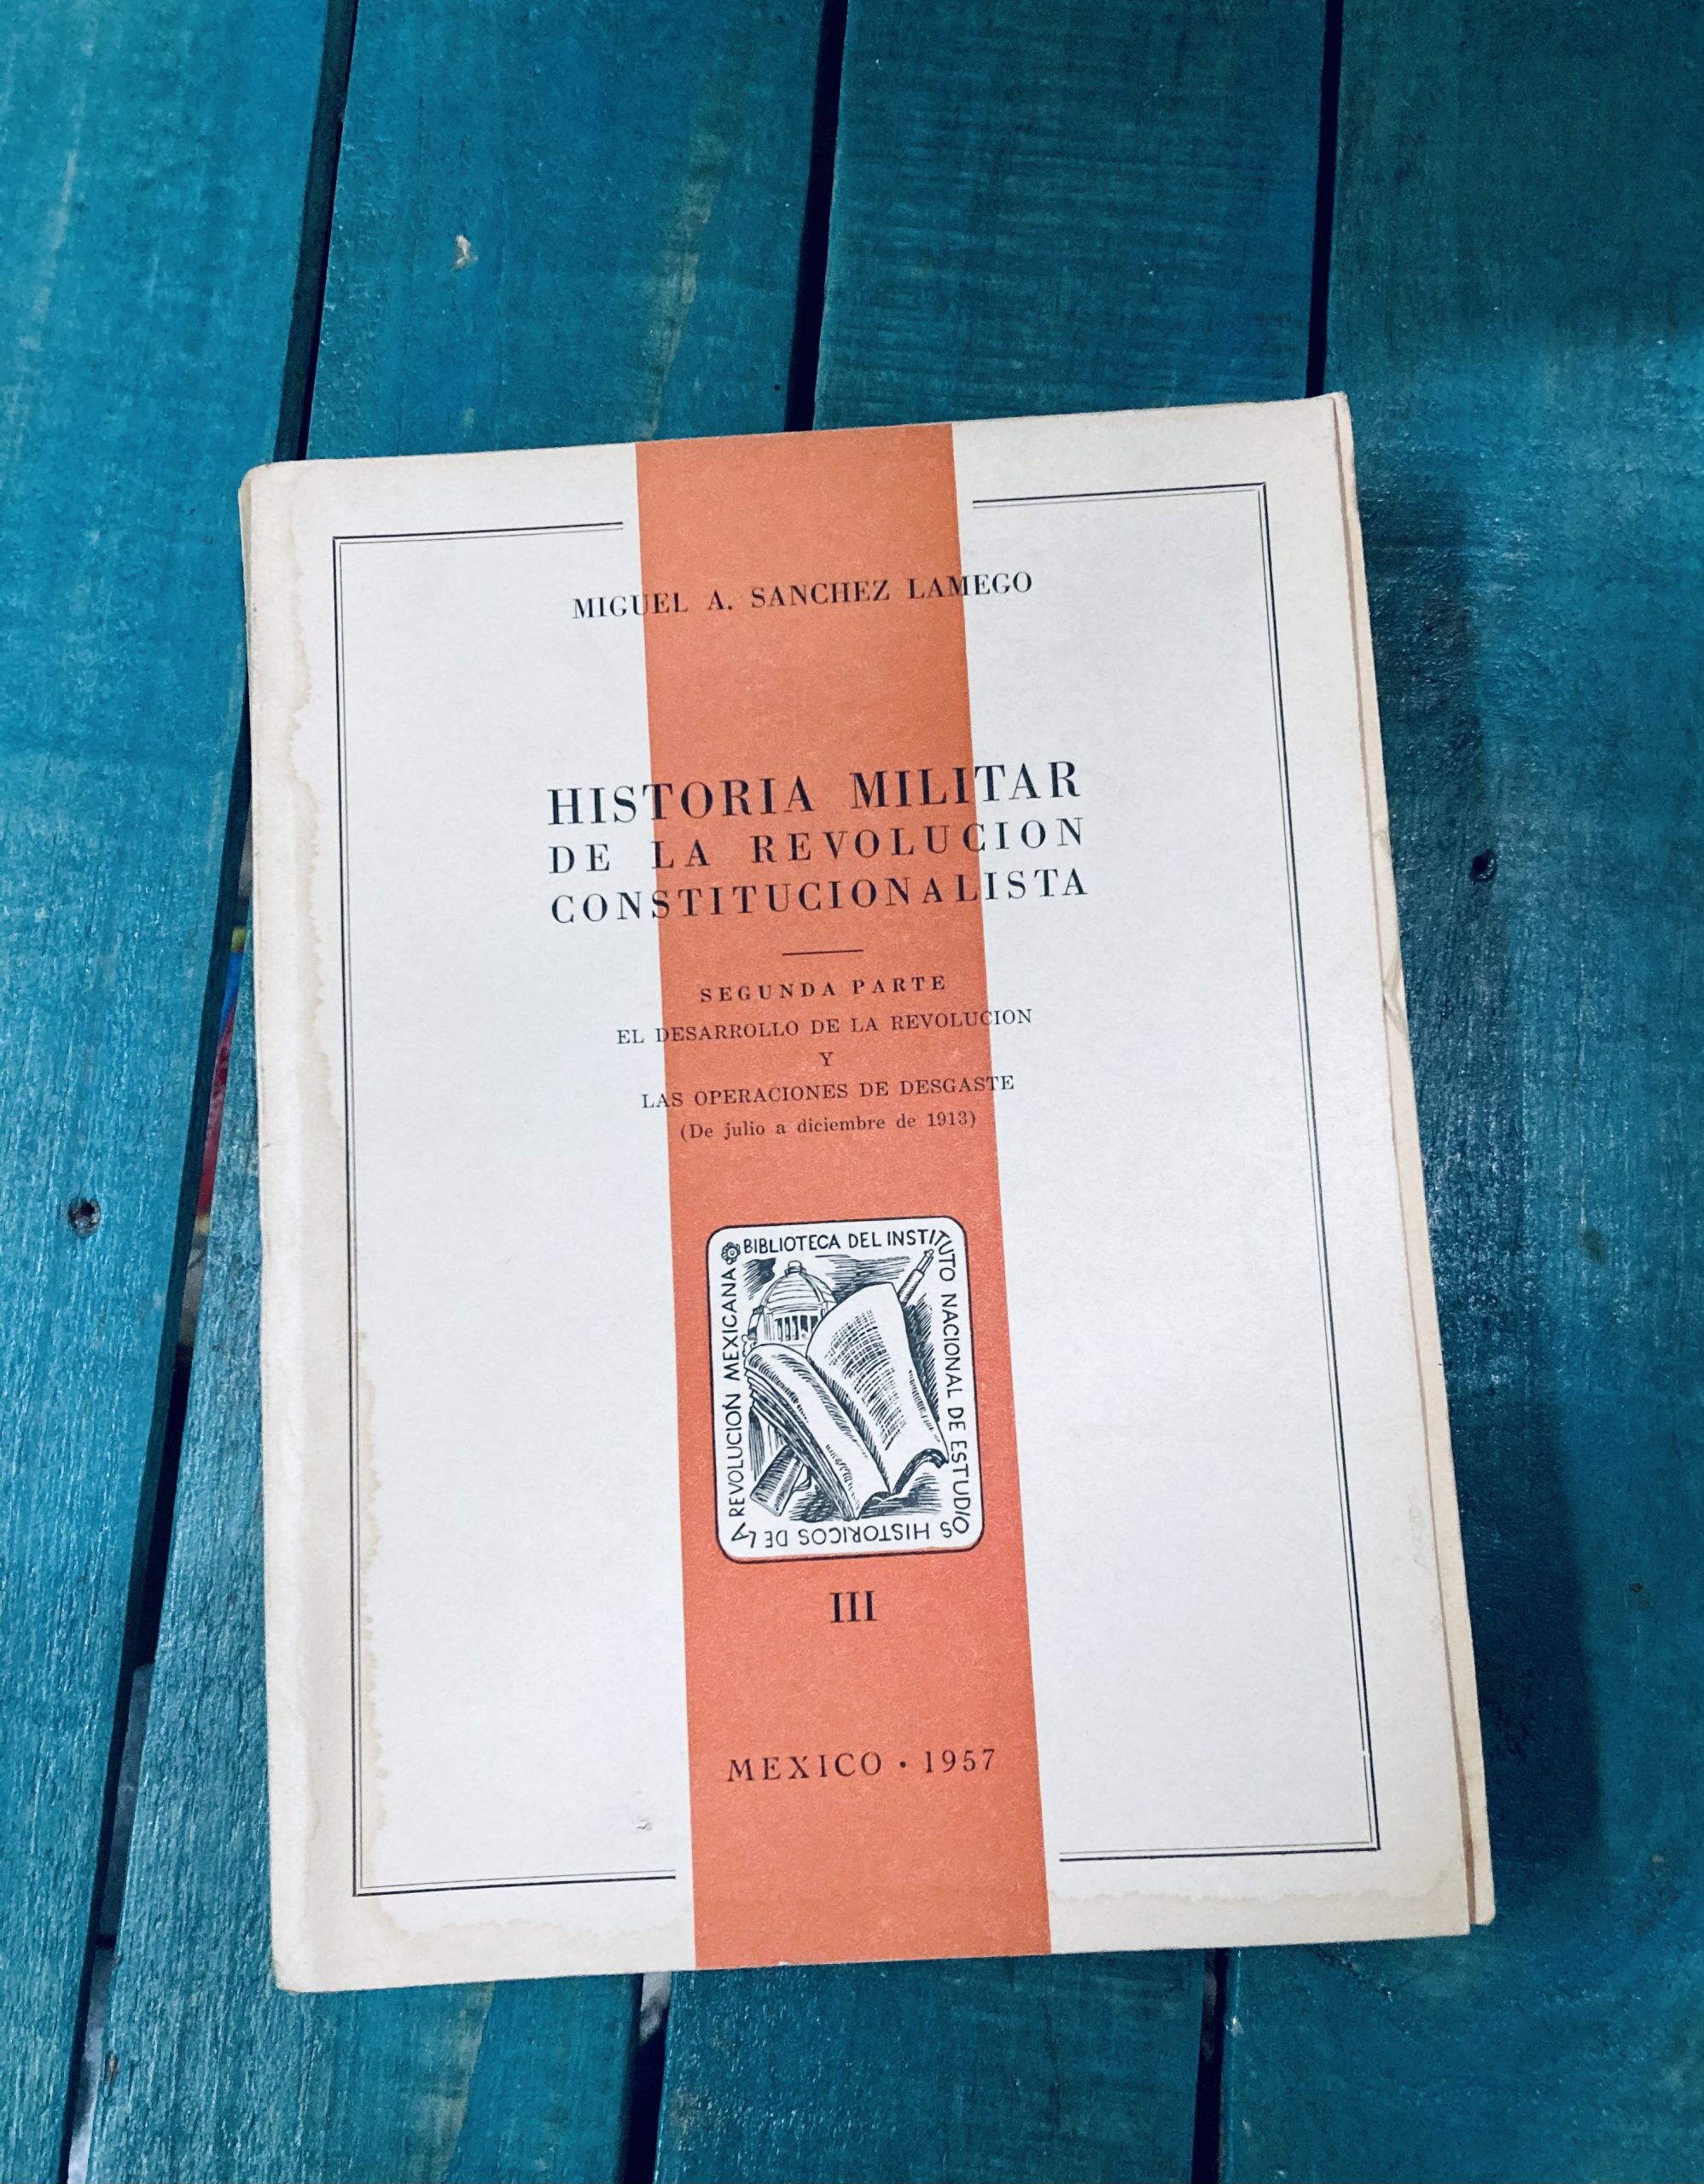 MIGUEL A. SANCHEZ LAMEGO
HISTORIA MILITAR
DE LA REVOLUCION
CONSTITUCIONALISTA
SEGUNDA PARTE
EL DESARROLLO DE LA REVOLUCION
Y
LAS OPERACIONES DE DESGASTE
(De julio a diciembre de 1913)
BIBLIOTECA DEL INSTITUTO NACIONAL DE ESTUDIOS HISTORICOS DE LA REVOLUCION MEXICANA
III
MEXICO · 1957